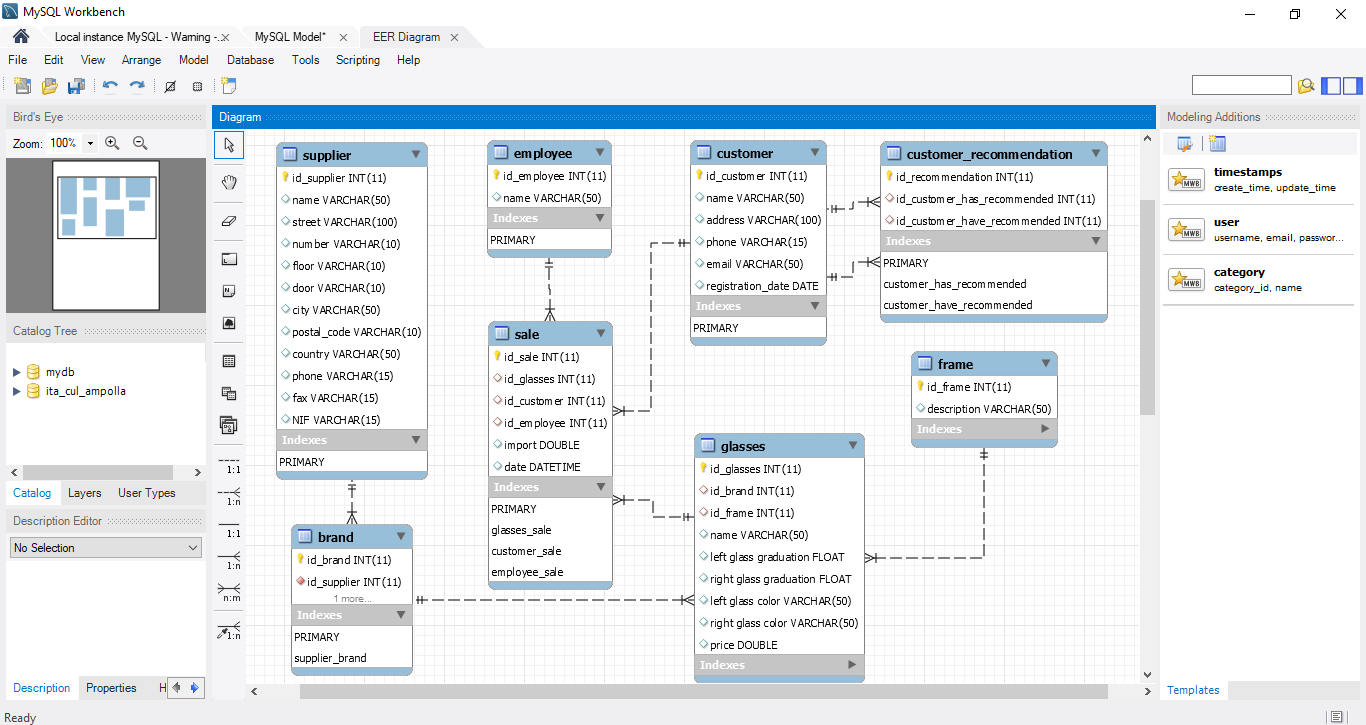 MySQL Workbench
Local instance MySQL - Warning -...
MySQL Model*
EER Diagram
File Edit View Arrange Model Database Tools Scripting Help
Bird's Eye
Zoom: 100%
Catalog Tree
mydb
ita_cul_ampolla
Catalog Layers User Types
Description Editor
No Selection
Description Properties H
Ready
Diagram
1:1
1:n
1:1
1:n
n:m
1:n
supplier
id_supplier INT(11)
name VARCHAR(50)
street VARCHAR(100)
number VARCHAR(10)
floor VARCHAR(10)
door VARCHAR(10)
city VARCHAR(50)
postal_code VARCHAR(10)
country VARCHAR(50)
phone VARCHAR(15)
fax VARCHAR(15)
NIF VARCHAR(15)
Indexes
PRIMARY
brand
id_brand INT(11)
id_supplier INT(11)
1 more...
Indexes
PRIMARY
supplier_brand
employee
id_employee INT(11)
name VARCHAR(50)
Indexes
PRIMARY
sale
id_sale INT(11)
id_glasses INT(11)
id_customer INT(11)
id_employee INT(11)
import DOUBLE
date DATETIME
Indexes
PRIMARY
glasses_sale
customer_sale
employee_sale
customer
id_customer INT(11)
name VARCHAR(50)
address VARCHAR(100)
phone VARCHAR(15)
email VARCHAR(50)
registration_date DATE
Indexes
PRIMARY
glasses
id_glasses INT(11)
id_brand INT(11)
id_frame INT(11)
name VARCHAR(50)
left glass graduation FLOAT
right glass graduation FLOAT
left glass color VARCHAR(50)
right glass color VARCHAR(50)
price DOUBLE
Indexes
customer_recommendation
id_recommendation INT(11)
id_customer_has_recommended INT(11)
id_customer_have_recommended INT(11)
Indexes
PRIMARY
customer_has_recommended
customer_have_recommended
frame
id_frame INT(11)
description VARCHAR(50)
Indexes
Modeling Additions
MWB
timestamps
create_time, update_time
MWB
user
username, email, passwor...
MWB
category
category_id, name
Templates